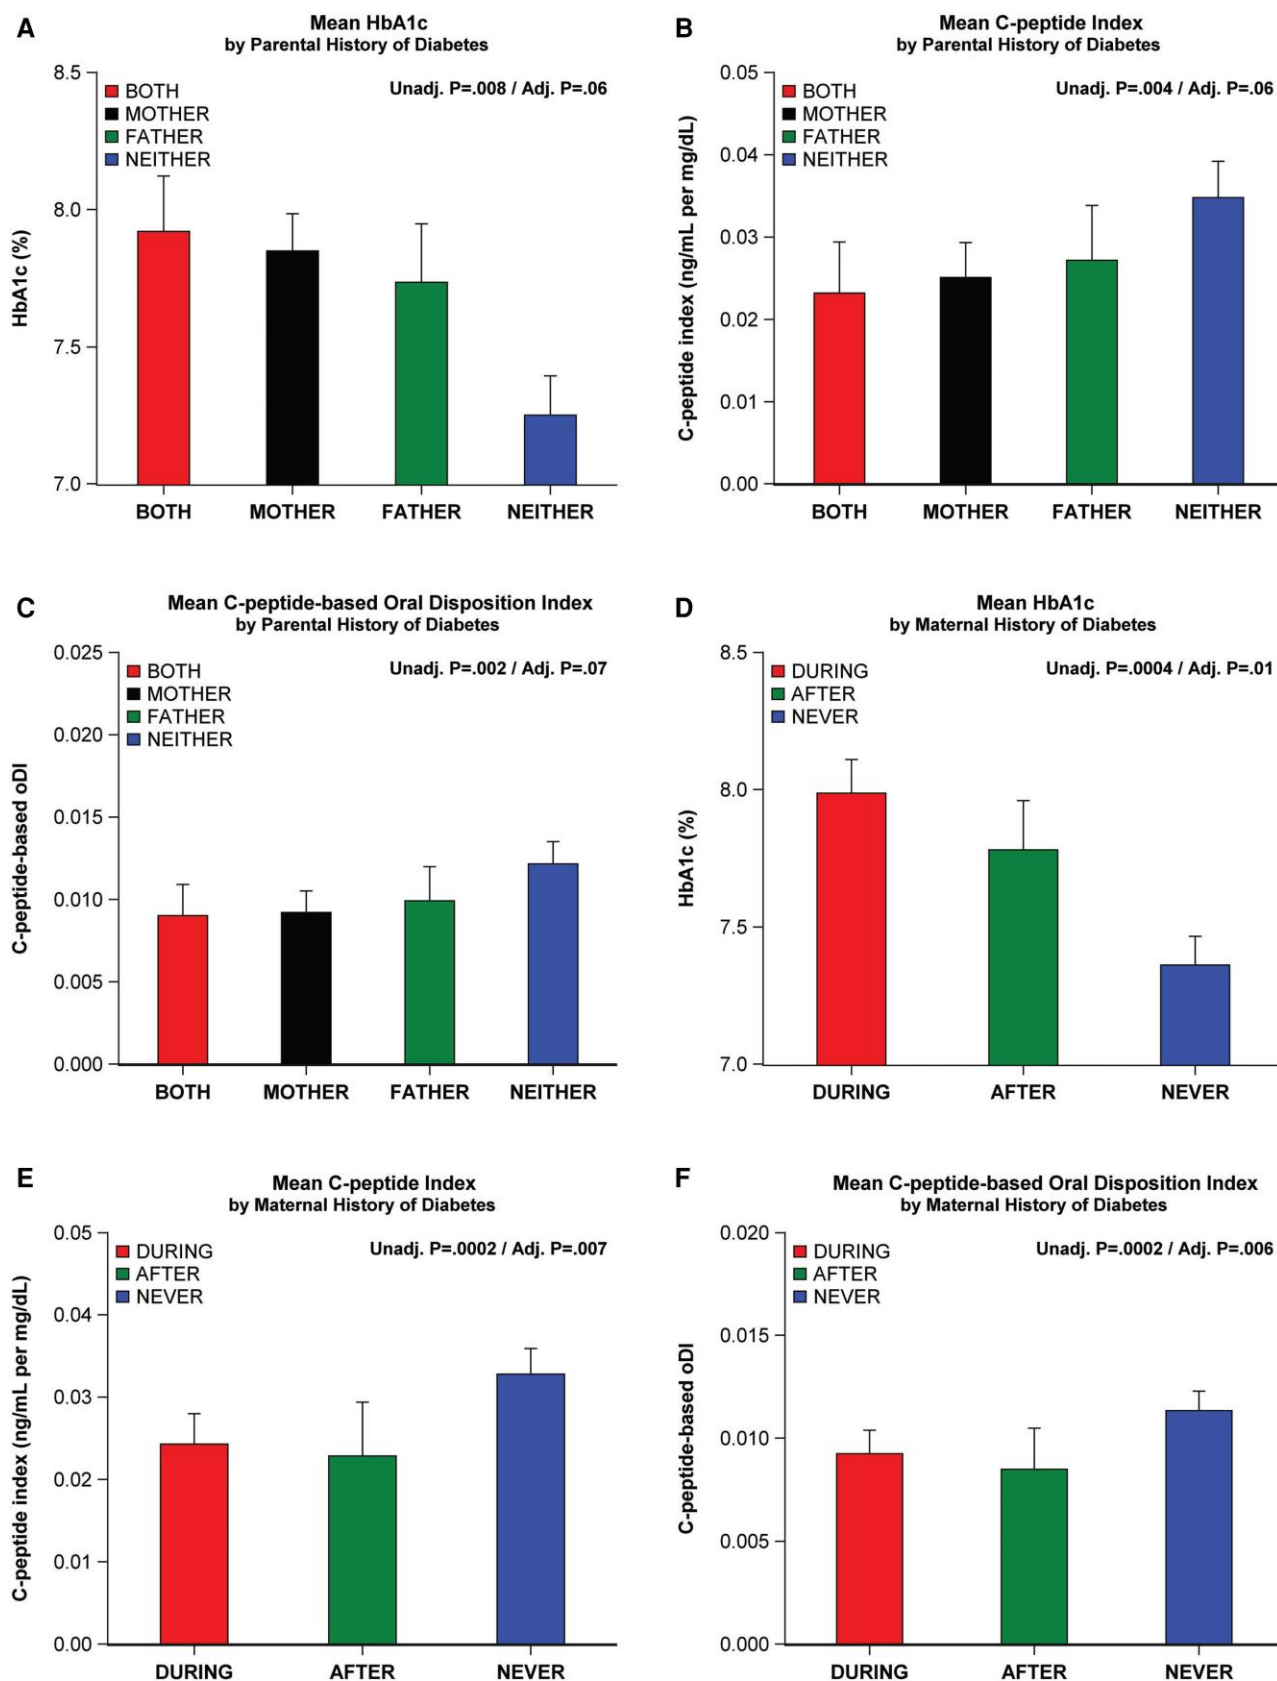 A
Mean HbA1c
by Parental History of Diabetes
Unadj. P=.008 / Adj. P=.06
BOTH
MOTHER
FATHER
NEITHER
HbA1c (%)
8.5
8.0
7.5
7.0
BOTH MOTHER FATHER NEITHER
B
Mean C-peptide Index
by Parental History of Diabetes
Unadj. P=.004 / Adj. P=.06
BOTH
MOTHER
FATHER
NEITHER
C-peptide index (ng/mL per mg/dL)
0.05
0.04
0.03
0.02
0.01
0.00
BOTH MOTHER FATHER NEITHER
C
Mean C-peptide-based Oral Disposition Index
by Parental History of Diabetes
Unadj. P=.002 / Adj. P=.07
BOTH
MOTHER
FATHER
NEITHER
C-peptide-based oDI
0.025
0.020
0.015
0.010
0.005
0.000
BOTH MOTHER FATHER NEITHER
D
Mean HbA1c
by Maternal History of Diabetes
Unadj. P=.0004 / Adj. P=.01
DURING
AFTER
NEVER
HbA1c (%)
8.5
8.0
7.5
7.0
DURING AFTER NEVER
E
Mean C-peptide Index
by Maternal History of Diabetes
Unadj. P=.0002 / Adj. P=.007
DURING
AFTER
NEVER
C-peptide index (ng/mL per mg/dL)
0.05
0.04
0.03
0.02
0.01
0.00
DURING AFTER NEVER
F
Mean C-peptide-based Oral Disposition Index
by Maternal History of Diabetes
Unadj. P=.0002 / Adj. P=.006
DURING
AFTER
NEVER
C-peptide-based oDI
0.020
0.015
0.010
0.005
0.000
DURING AFTER NEVER